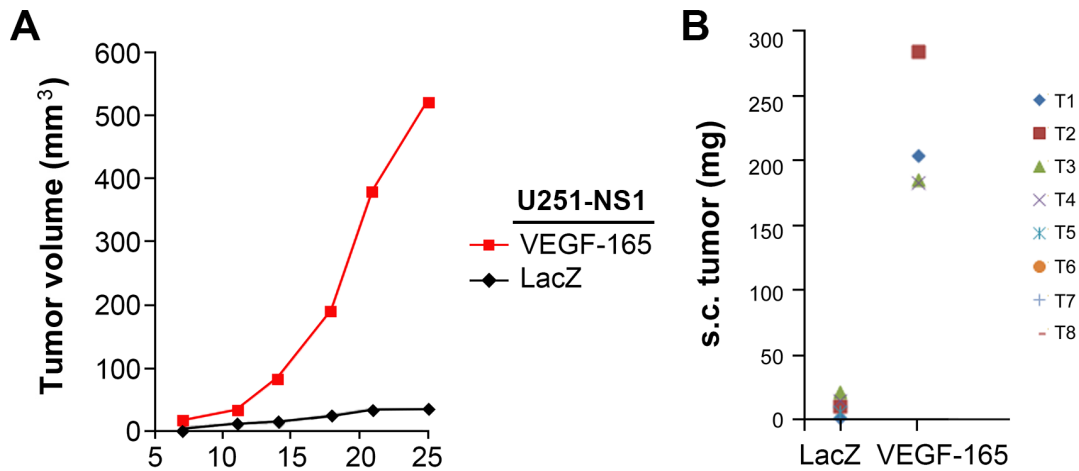 A
Tumor volume (mm³)
600
500
400
300
200
100
0
5
10
15
20
25
U251-NS1
VEGF-165
LacZ
B
s.c. tumor (mg)
300
250
200
150
100
50
0
LacZ
VEGF-165
T1
T2
T3
T4
T5
T6
T7
T8